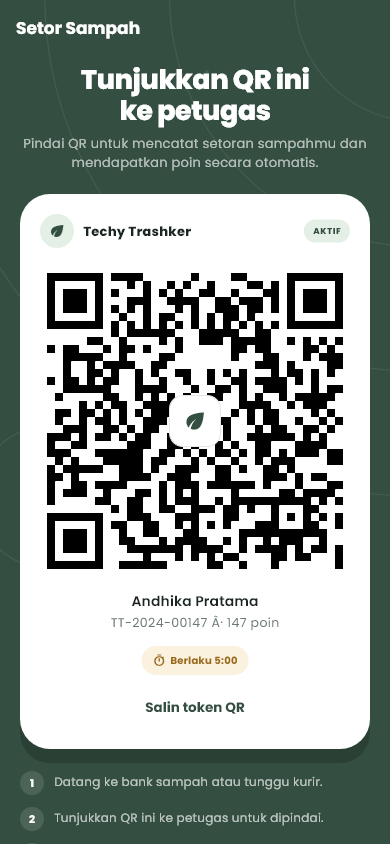 Setor Sampah
Tunjukkan QR ini
ke petugas
Pindai QR untuk mencatat setoran sampahmu dan
mendapatkan poin secara otomatis.
Techy Trashker
AKTIF
Andhika Pratama
TT-2024-00147 Â· 147 poin
Berlaku 5:00
Salin token QR
1 Datang ke bank sampah atau tunggu kurir.
2 Tunjukkan QR ini ke petugas untuk dipindai.